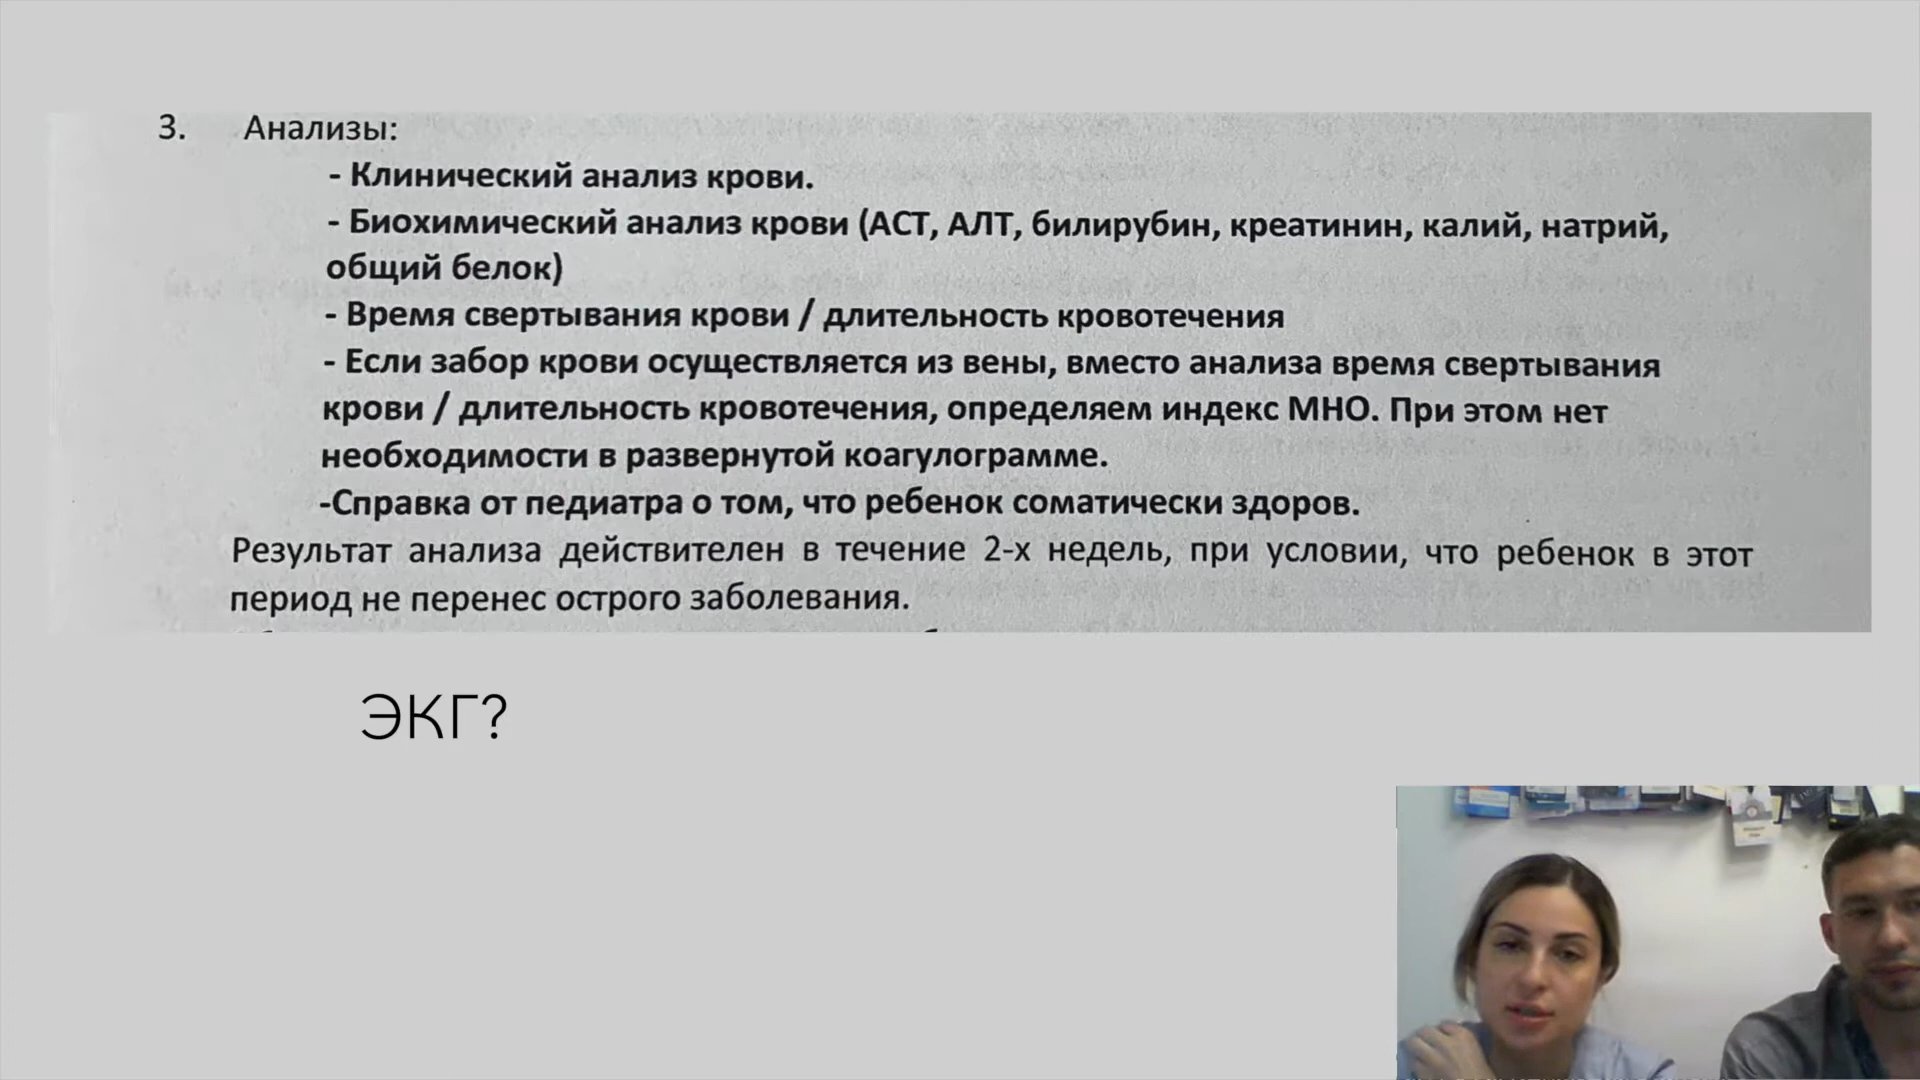 3. Анализы:
- Клинический анализ крови.
- Биохимический анализ крови (АСТ, АЛТ, билирубин, креатинин, калий, натрий,
общий белок)
- Время свертывания крови / длительность кровотечения
- Если забор крови осуществляется из вены, вместо анализа время свертывания
крови / длительность кровотечения, определяем индекс МНО. При этом нет
необходимости в развернутой коагулограмме.
-Справка от педиатра о том, что ребенок соматически здоров.
Результат анализа действителен в течение 2-х недель, при условии, что ребенок в этот
период не перенес острого заболевания.
ЭКГ?